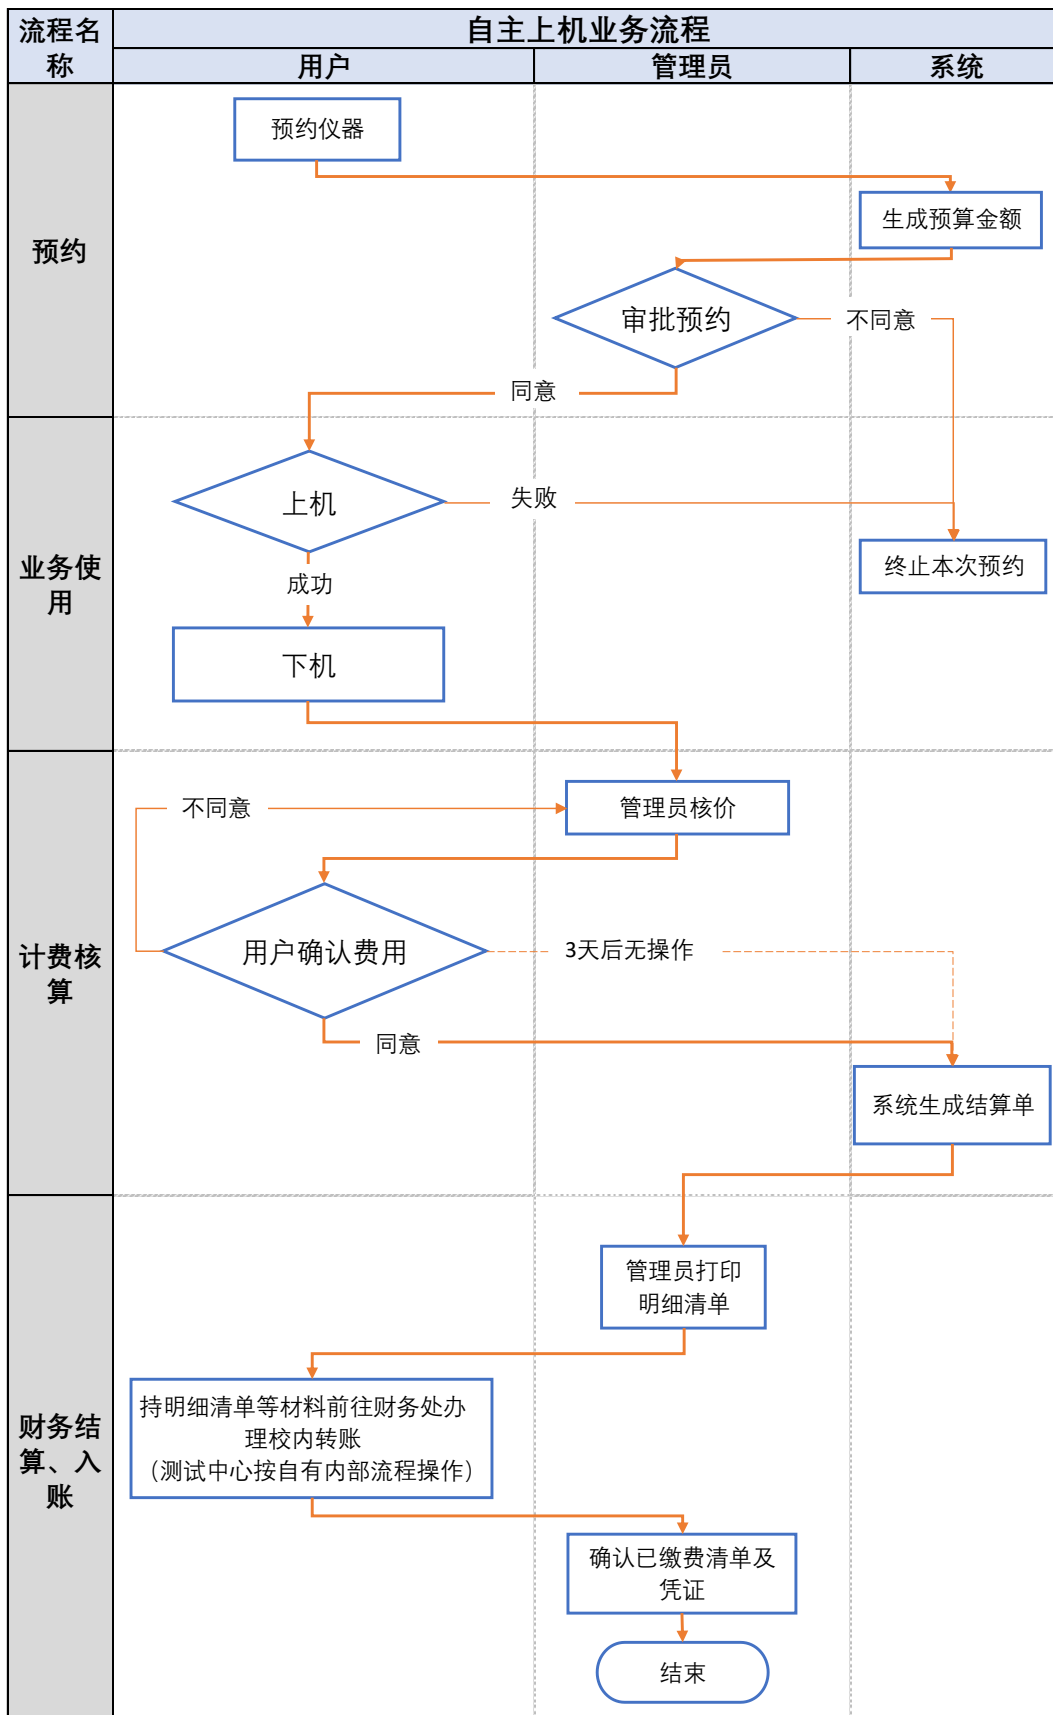 流程名
称
自主上机业务流程
用户
管理员
系统
预约
预约仪器
生成预算金额
审批预约
不同意
同意
业务使
用
上机
失败
终止本次预约
成功
下机
计费核
算
不同意
管理员核价
用户确认费用
3天后无操作
同意
系统生成结算单
财务结
算、入
账
管理员打印
明细清单
持明细清单等材料前往财务处办
理校内转账
（测试中心按自有内部流程操作）
确认已缴费清单及
凭证
结束